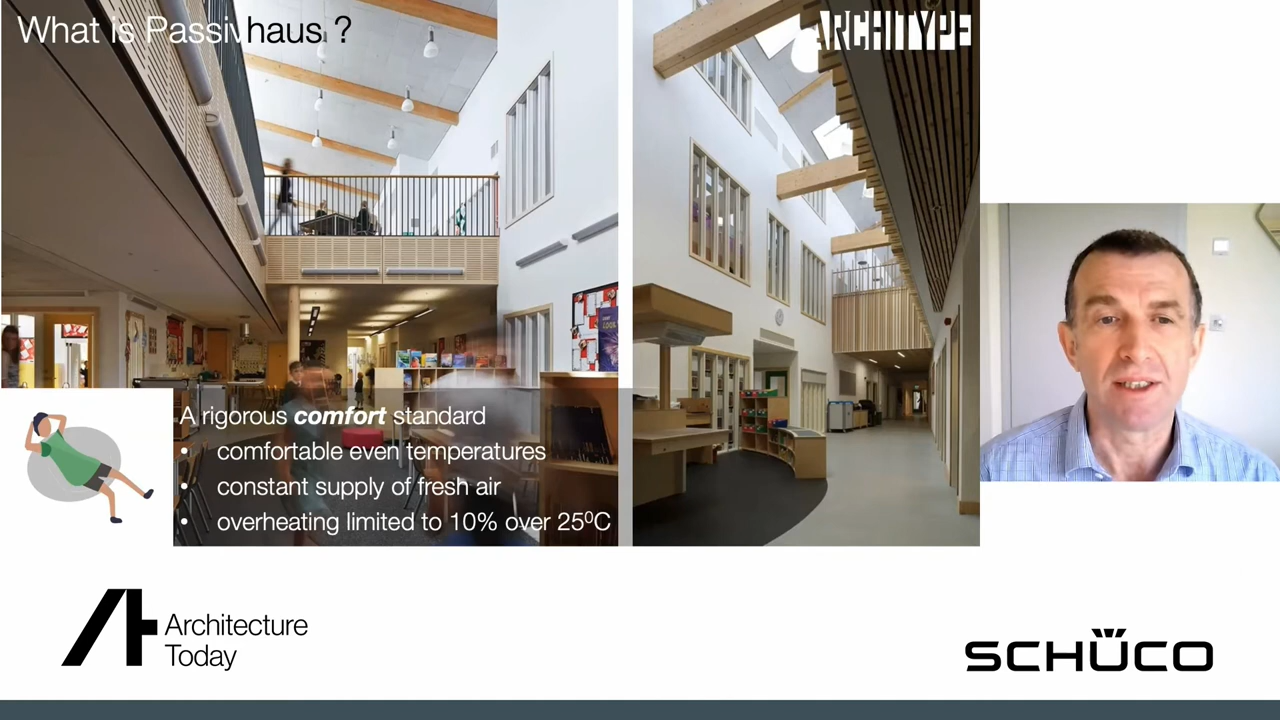 What is Passivhaus ?
ARCHITYPE
A rigorous comfort standard
• comfortable even temperatures
• constant supply of fresh air
• overheating limited to 10% over 25⁰C
Architecture
Today
SCHÜCO